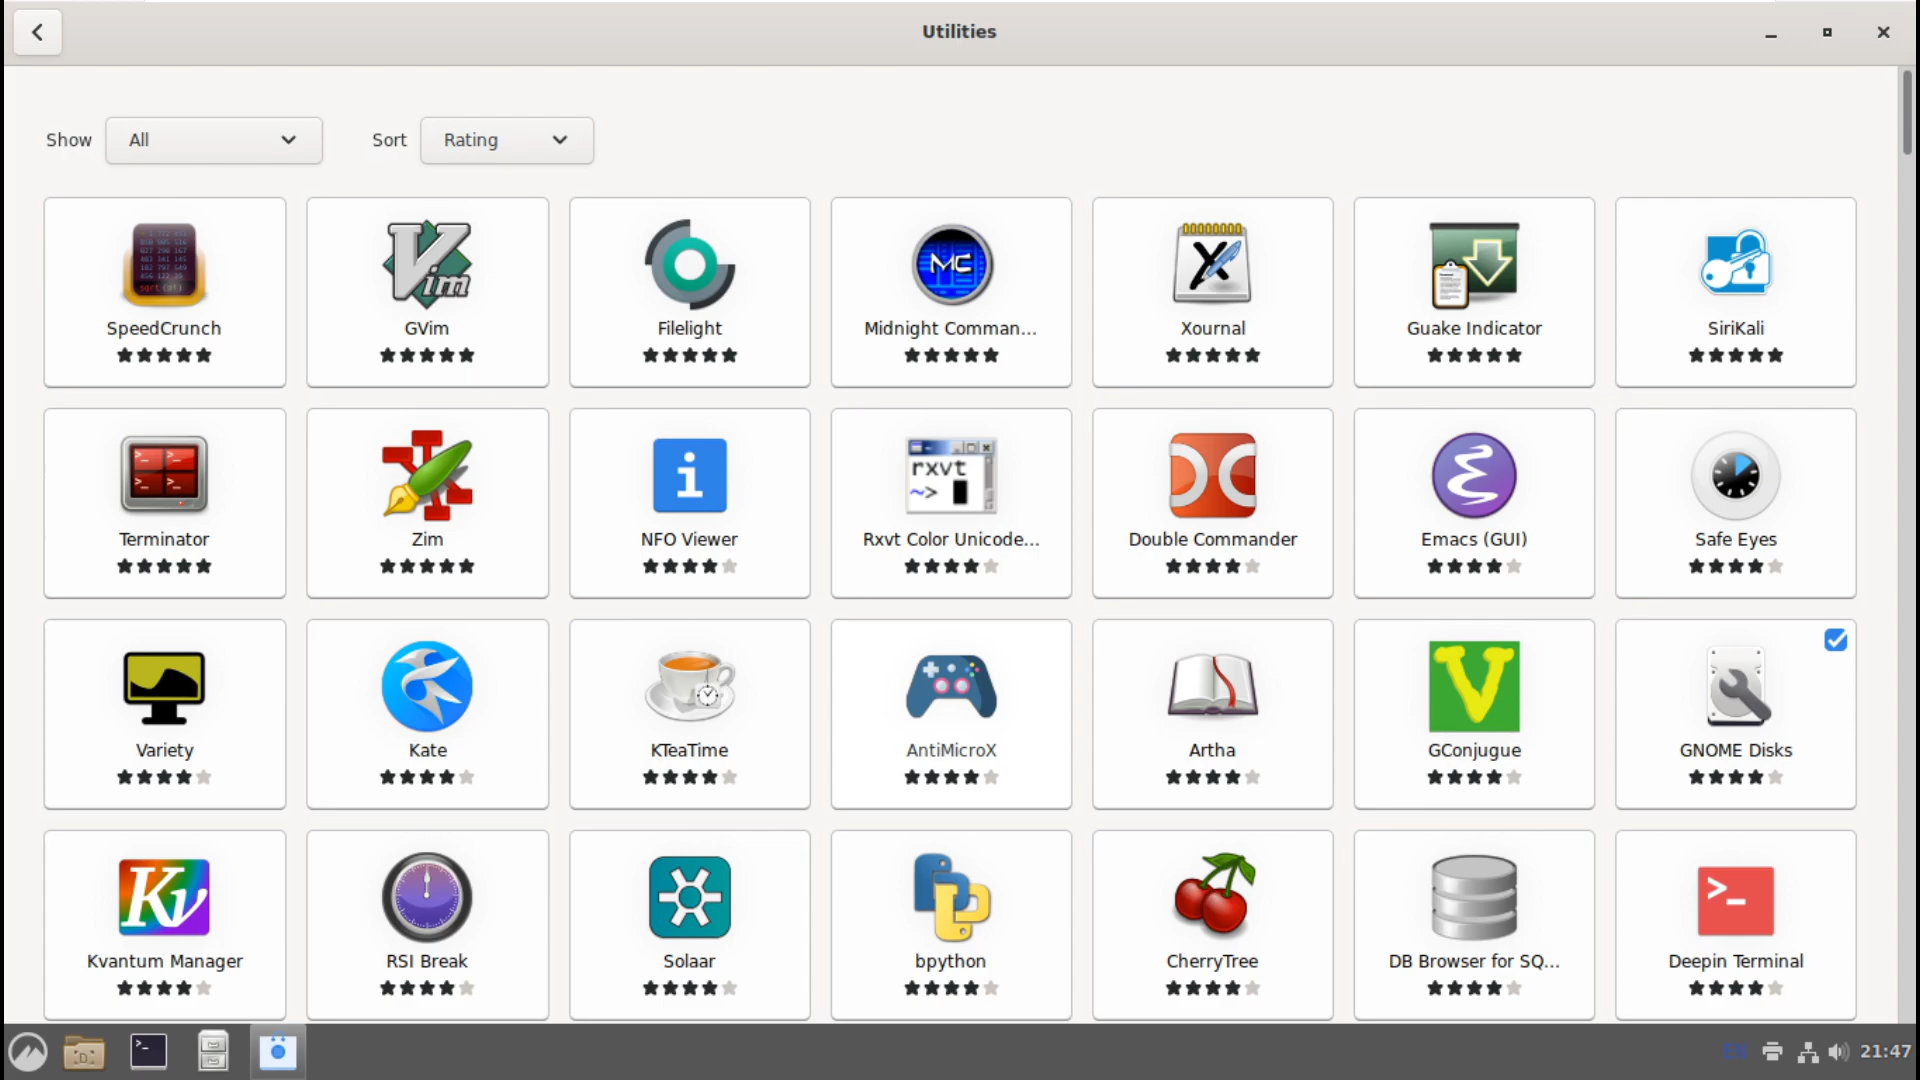 Utilities
Show All Sort Rating
SpeedCrunch GVim Filelight Midnight Comman... Xournal Guake Indicator SiriKali
Terminator Zim NFO Viewer Rxvt Color Unicode... Double Commander Emacs (GUI) Safe Eyes
Variety Kate KTeaTime AntiMicroX Artha GConjugue GNOME Disks
Kvantum Manager RSI Break Solaar bpython CherryTree DB Browser for SQ... Deepin Terminal
EN 21:47